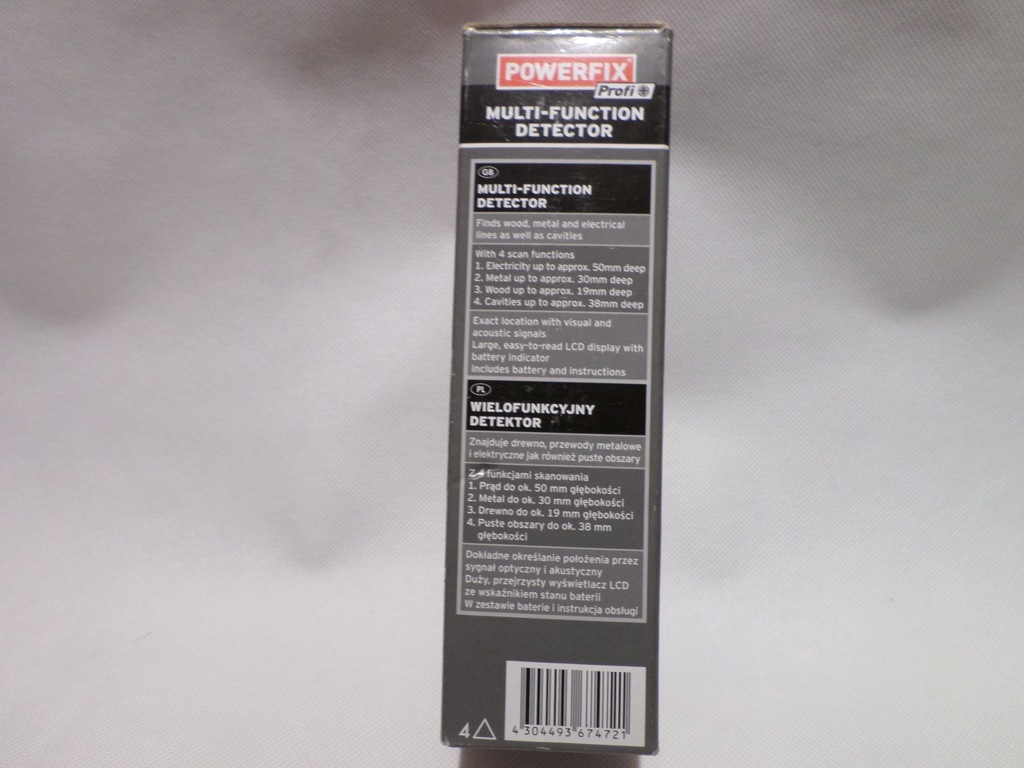 POWERFIX
Profi
MULTI-FUNCTION
DETECTOR
GB
MULTI-FUNCTION
DETECTOR
Finds wood, metal and electrical
lines as well as cavities
With 4 scan functions
1. Electricity up to approx. 50mm deep
2. Metal up to approx. 30mm deep
3. Wood up to approx. 19mm deep
4. Cavities up to approx. 38mm deep
Exact location with visual and
acoustic signals
Large, easy-to-read LCD display with
battery indicator
Includes battery and instructions
PL
WIELOFUNKCYJNY
DETEKTOR
Znajduje drewno, przewody metalowe
i elektryczne jak również puste obszary
Z 4 funkcjami skanowania
1. Prąd do ok. 50 mm głębokości
2. Metal do ok. 30 mm głębokości
3. Drewno do ok. 19 mm głębokości
4. Puste obszary do ok. 38 mm
głębokości
Dokładne określanie położenia przez
sygnał optyczny i akustyczny
Duży, przejrzysty wyświetlacz LCD
ze wskaźnikiem stanu baterii
W zestawie baterie i instrukcja obsługi
4
4 304493 674721